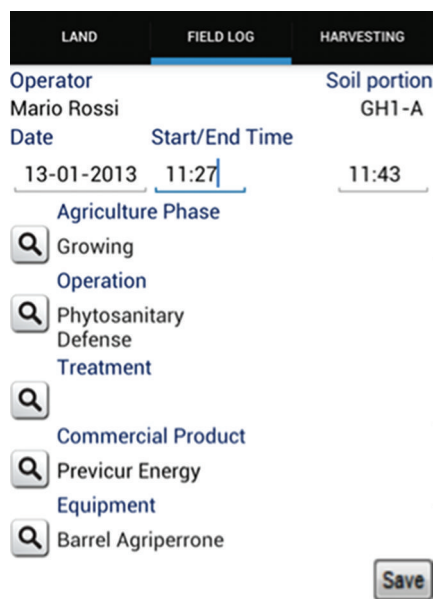 LAND FIELD LOG HARVESTING
Operator Soil portion
Mario Rossi GH1-A
Date Start/End Time
13-01-2013 11:27 11:43
Agriculture Phase
Growing
Operation
Phytosanitary
Defense
Treatment
Commercial Product
Previcur Energy
Equipment
Barrel Agriperrone
Save